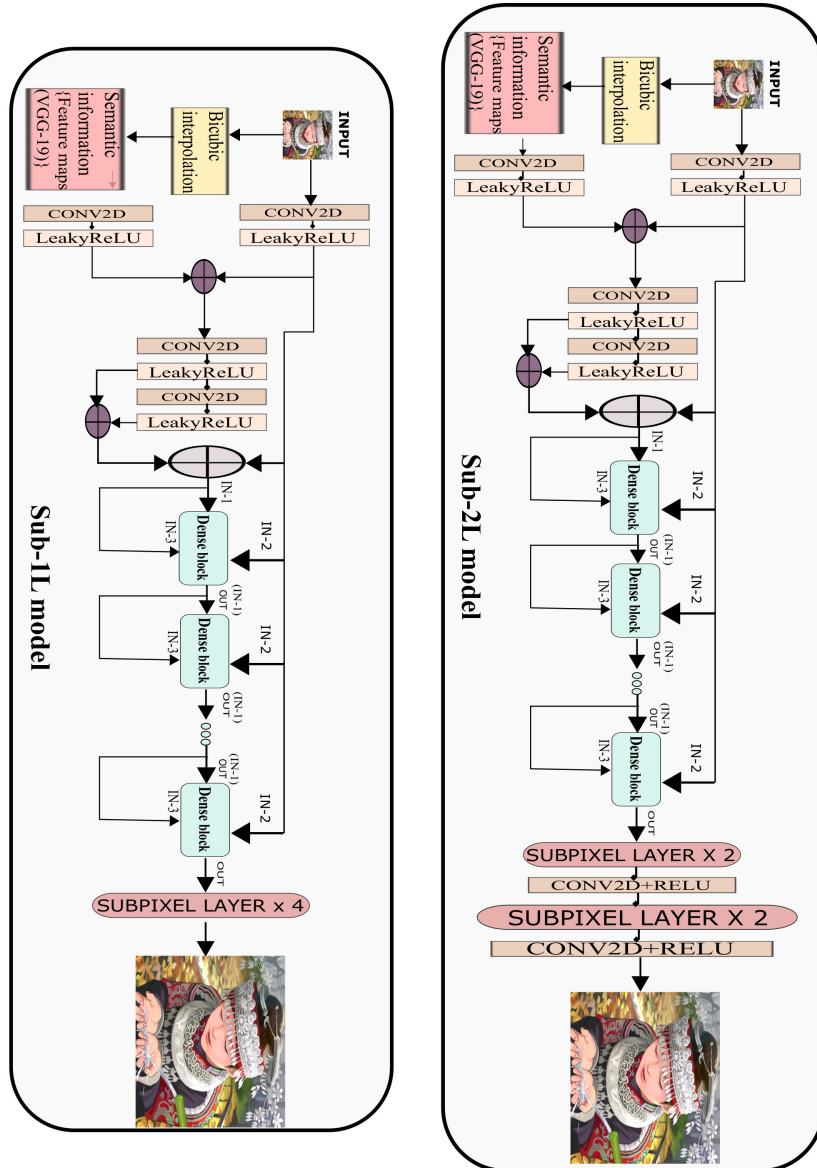 INPUT
Bicubic
interpolation
Semantic
information
{Feature maps
(VGG-19)}
CONV2D
LeakyReLU
CONV2D
LeakyReLU
CONV2D
LeakyReLU
CONV2D
LeakyReLU
IN-1
IN-2
IN-3
Dense block
(IN-1)
OUT
IN-2
IN-3
Dense block
(IN-1)
OUT
(IN-1)
OUT
IN-2
IN-3
Dense block
OUT
SUBPIXEL LAYER x 4
Sub-1L model
INPUT
Bicubic
interpolation
Semantic
information
{Feature maps
(VGG-19)}
CONV2D
LeakyReLU
CONV2D
LeakyReLU
CONV2D
LeakyReLU
CONV2D
LeakyReLU
IN-1
IN-2
IN-3
Dense block
(IN-1)
OUT
IN-2
IN-3
Dense block
(IN-1)
OUT
(IN-1)
OUT
IN-2
IN-3
Dense block
OUT
SUBPIXEL LAYER X 2
CONV2D+RELU
SUBPIXEL LAYER X 2
CONV2D+RELU
Sub-2L model